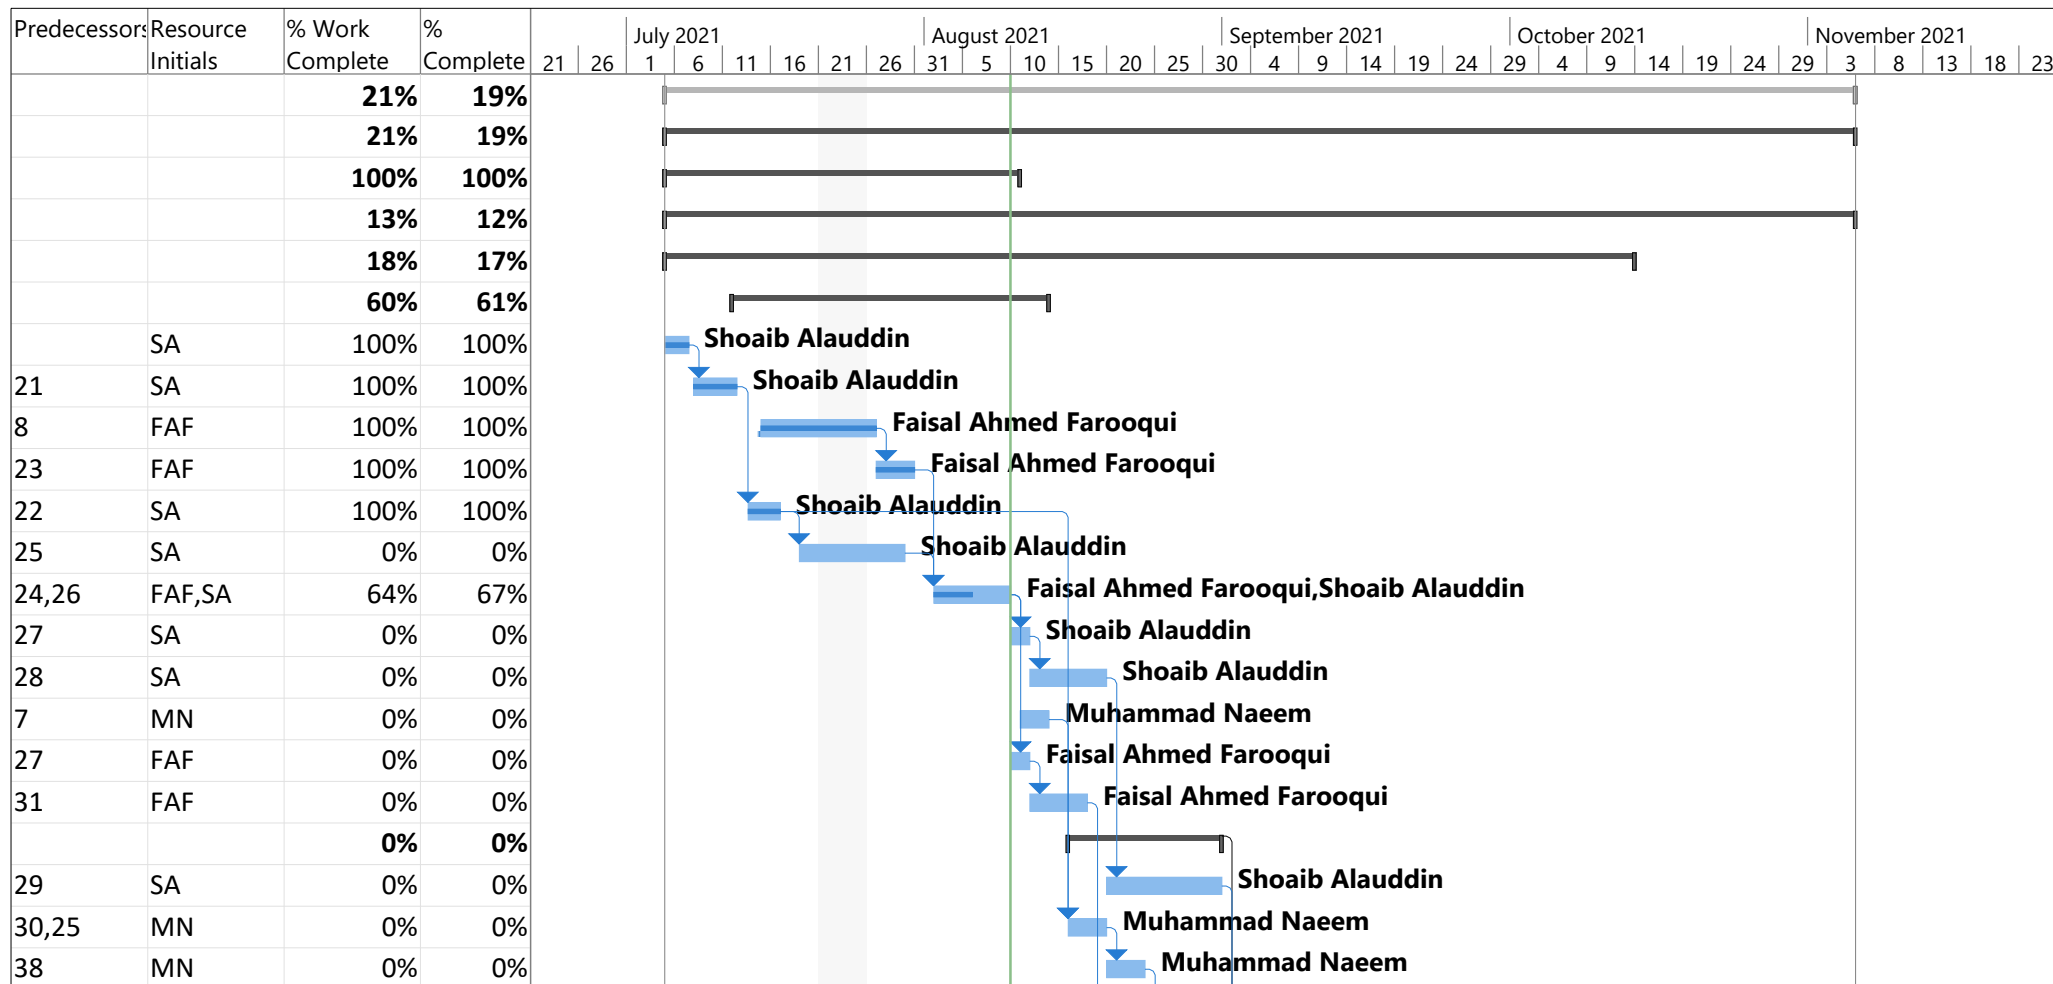 Predecessors Resource Initials % Work Complete % Complete
July 2021 August 2021 September 2021 October 2021 November 2021
21 26 1 6 11 16 21 26 31 5 10 15 20 25 30 4 9 14 19 24 29 4 9 14 19 24 29 3 8 13 18 23
21% 19%
21% 19%
100% 100%
13% 12%
18% 17%
60% 61%
SA 100% 100% Shoaib Alauddin
21 SA 100% 100% Shoaib Alauddin
8 FAF 100% 100% Faisal Ahmed Farooqui
23 FAF 100% 100% Faisal Ahmed Farooqui
22 SA 100% 100% Shoaib Alauddin
25 SA 0% 0% Shoaib Alauddin
24,26 FAF,SA 64% 67% Faisal Ahmed Farooqui,Shoaib Alauddin
27 SA 0% 0% Shoaib Alauddin
28 SA 0% 0% Shoaib Alauddin
7 MN 0% 0% Muhammad Naeem
27 FAF 0% 0% Faisal Ahmed Farooqui
31 FAF 0% 0% Faisal Ahmed Farooqui
0% 0%
29 SA 0% 0% Shoaib Alauddin
30,25 MN 0% 0% Muhammad Naeem
38 MN 0% 0% Muhammad Naeem